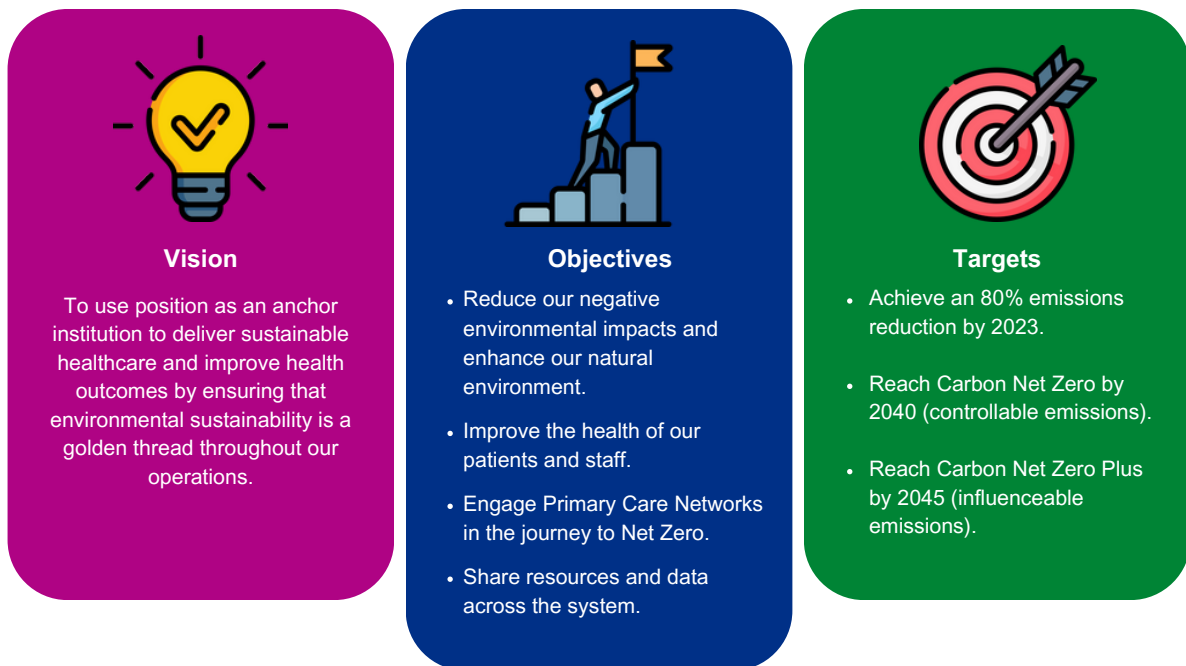 Vision
To use position as an anchor
institution to deliver sustainable
healthcare and improve health
outcomes by ensuring that
environmental sustainability is a
golden thread throughout our
operations.
Objectives
• Reduce our negative
environmental impacts and
enhance our natural
environment.
• Improve the health of our
patients and staff.
• Engage Primary Care Networks
in the journey to Net Zero.
• Share resources and data
across the system.
Targets
• Achieve an 80% emissions
reduction by 2023.
• Reach Carbon Net Zero by
2040 (controllable emissions).
• Reach Carbon Net Zero Plus
by 2045 (influenceable
emissions).